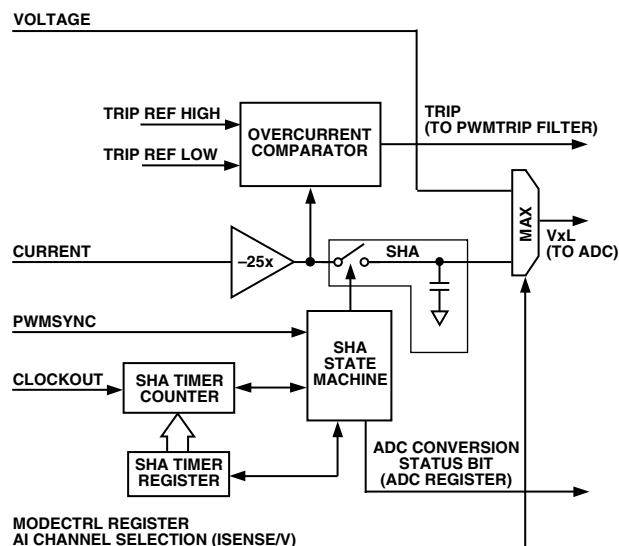 VOLTAGE
TRIP REF HIGH
TRIP REF LOW
OVERCURRENT
COMPARATOR
TRIP
(TO PWMTRIP FILTER)
CURRENT
–25x
SHA
MAX
VxL
(TO ADC)
PWMSYNC
SHA
STATE
MACHINE
CLOCKOUT
SHA TIMER
COUNTER
SHA TIMER
REGISTER
ADC CONVERSION
STATUS BIT
(ADC REGISTER)
MODECTRL REGISTER
AI CHANNEL SELECTION (ISENSE/V)